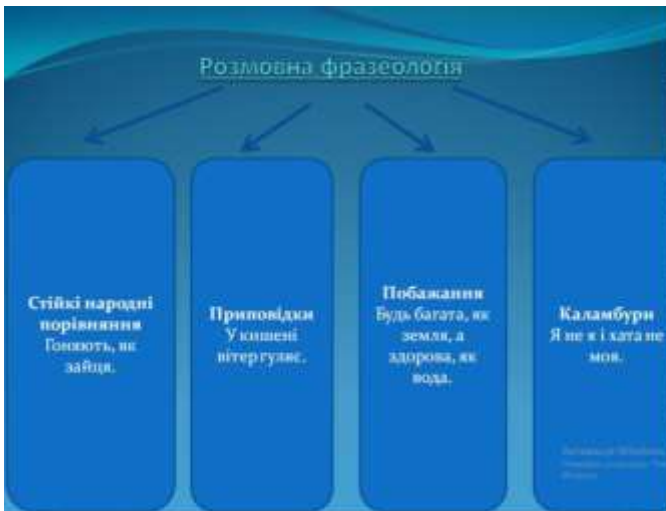 Розмовна фразеологія
Стійкі народні
порівняння
Гоняють, як
зайця.
Приповідки
У кишені
вітер гуляє.
Побажання
Будь багата, як
земля, а
здорова, як
вода.
Каламбури
Я не я і хата не
моя.